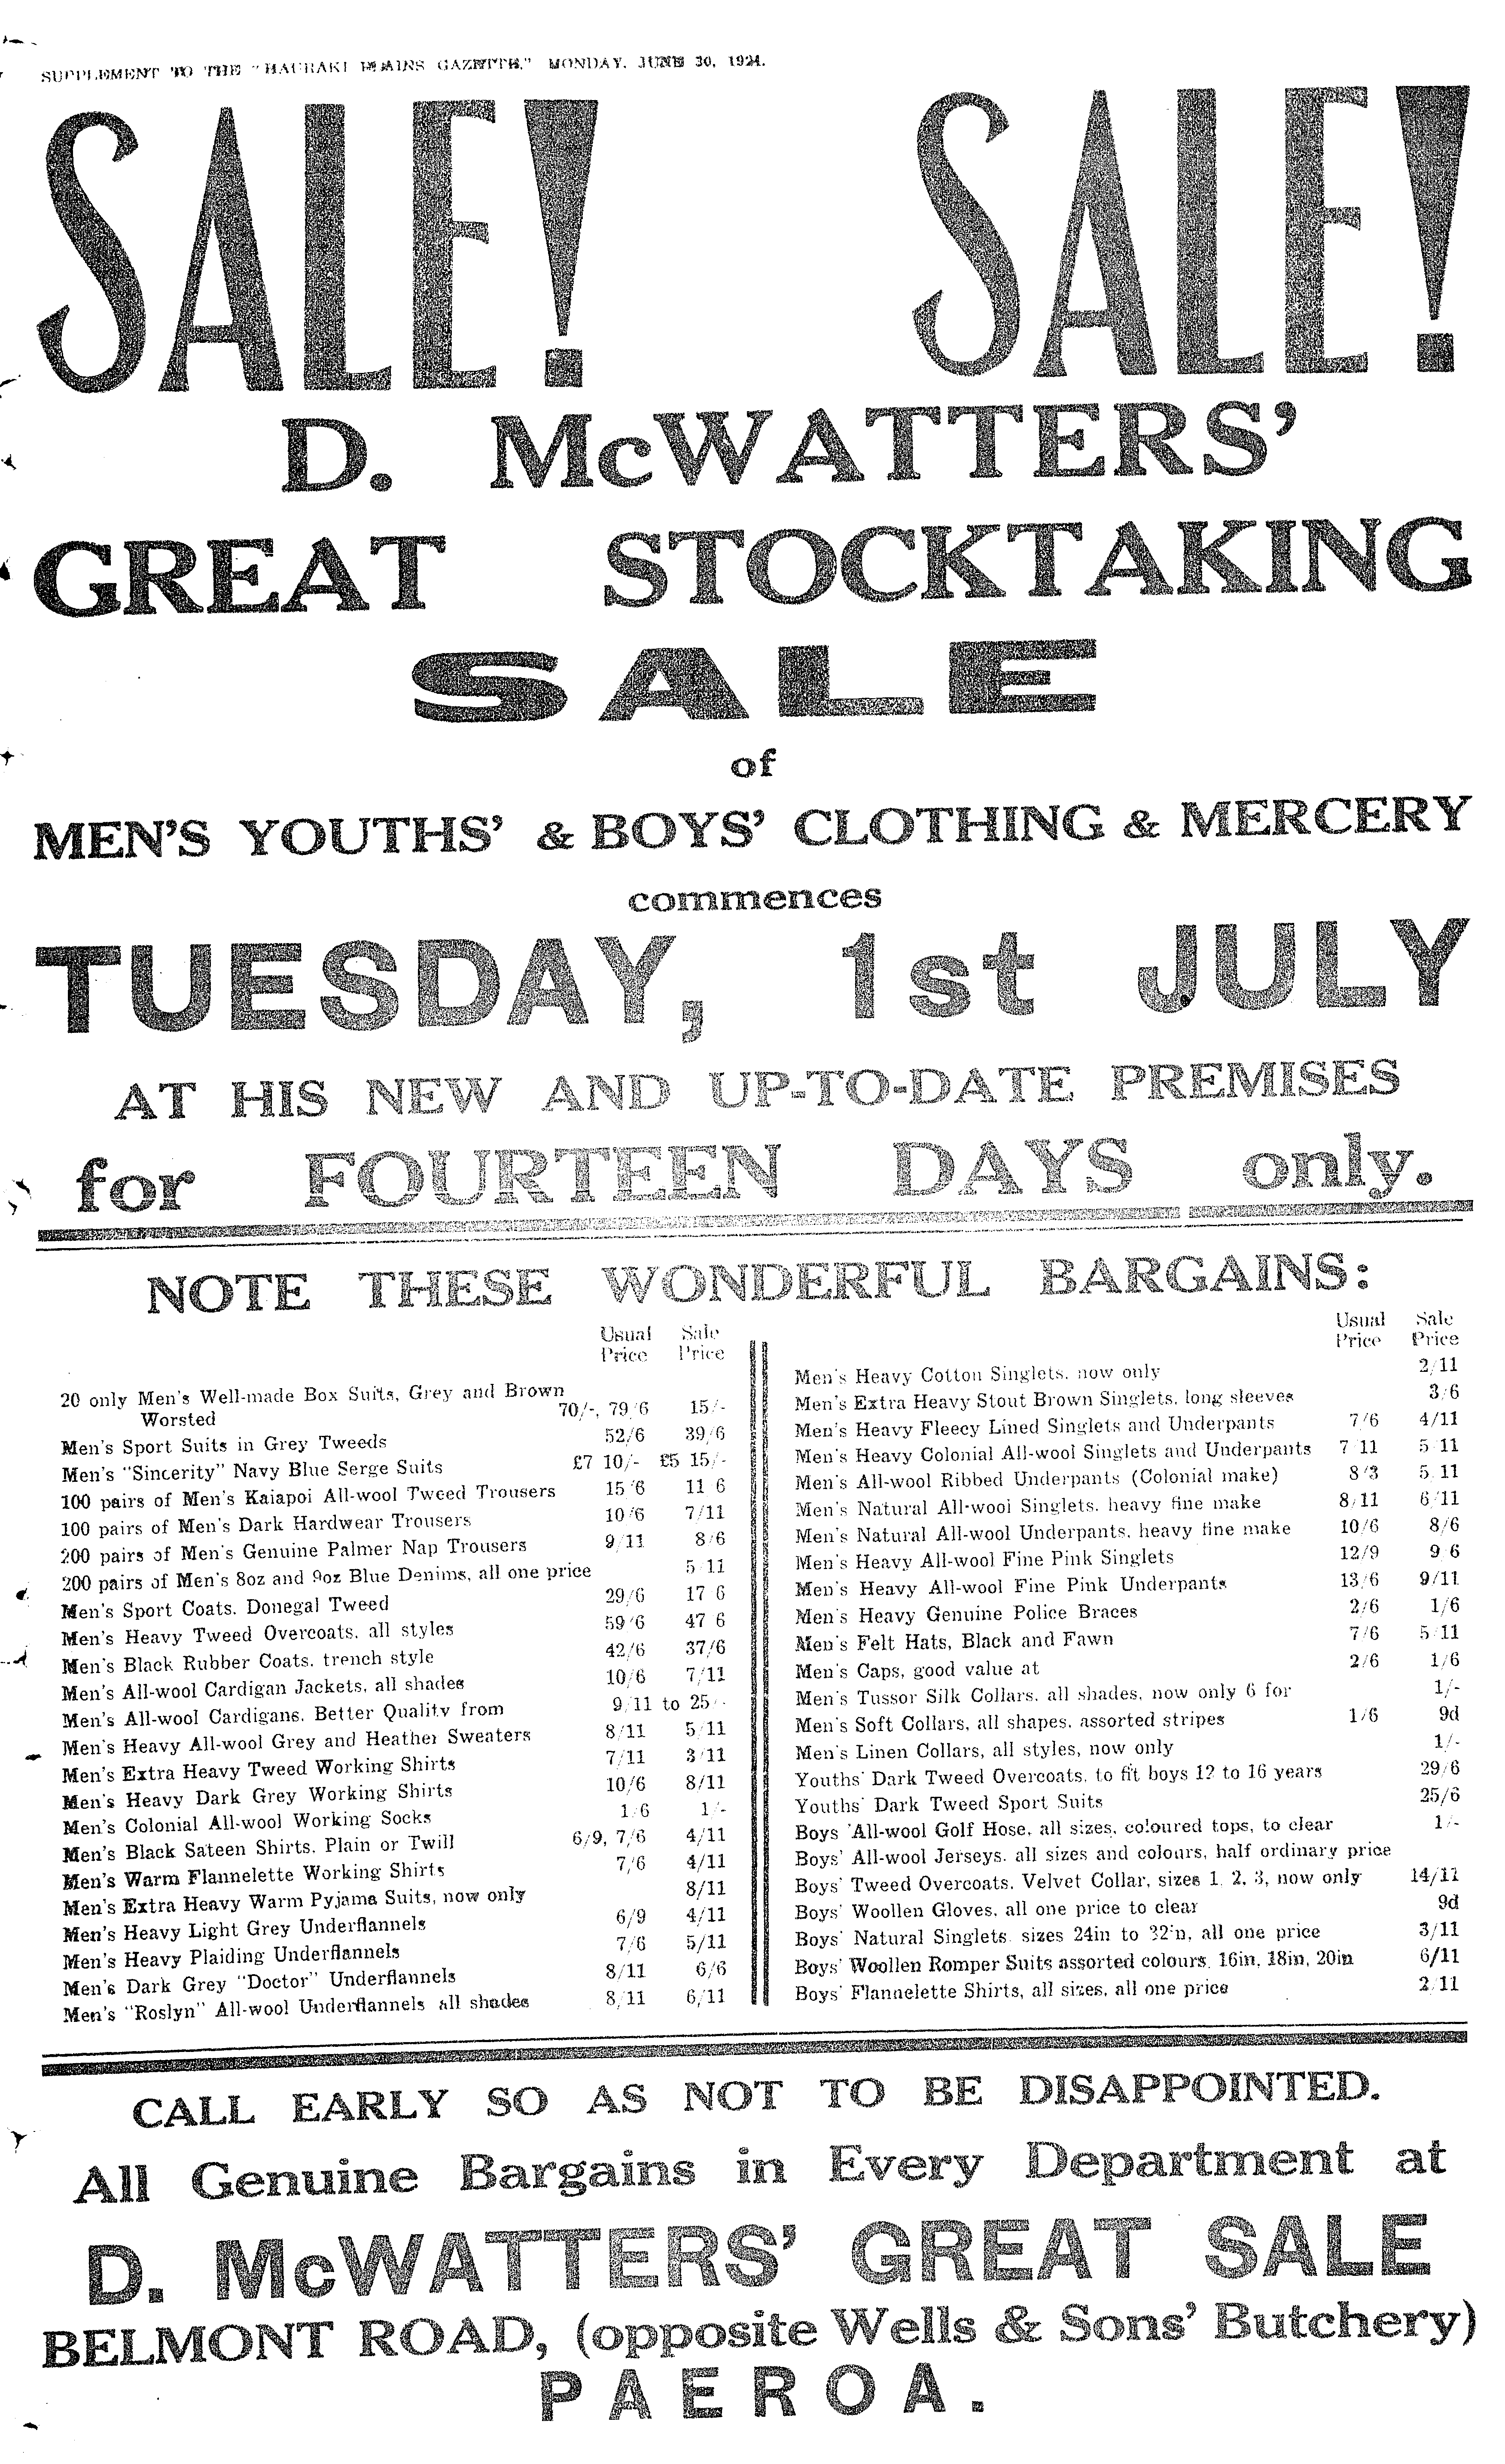 SUPPLEMENT TO THE "HAURAKI PLAINS GAZETTE," MONDAY, JUNE 30, 1924.
SALE! SALE!
D. McWATTERS'
GREAT STOCKTAKING
SALE
of
MEN'S YOUTHS' & BOYS' CLOTHING & MERCERY
commences
TUESDAY, 1st JULY
AT HIS NEW AND UP-TO-DATE PREMISES
for FOURTEEN DAYS only.
NOTE THESE WONDERFUL BARGAINS:
Usual Sale
Price Price
20 only Men's Well-made Box Suits, Grey and Brown
Worsted 70/-, 79/6 15/-
Men's Sport Suits in Grey Tweeds 52/6 39/6
Men's "Sincerity" Navy Blue Serge Suits £7 10/- £5 15/-
100 pairs of Men's Kaiapoi All-wool Tweed Trousers 15/6 11/6
100 pairs of Men's Dark Hardwear Trousers 10/6 7/11
200 pairs of Men's Genuine Palmer Nap Trousers 9/11 8/6
200 pairs of Men's 8oz and 9oz Blue Denims, all one price 5/11
Men's Sport Coats. Donegal Tweed 29/6 17/6
Men's Heavy Tweed Overcoats. all styles 59/6 47/6
Men's Black Rubber Coats. trench style 42/6 37/6
Men's All-wool Cardigan Jackets, all shades 10/6 7/11
Men's All-wool Cardigans. Better Quality from 9/11 to 25/-
Men's Heavy All-wool Grey and Heather Sweaters 8/11 5/11
Men's Extra Heavy Tweed Working Shirts 7/11 3/11
Men's Heavy Dark Grey Working Shirts 10/6 8/11
Men's Colonial All-wool Working Socks 1/6 1/-
Men's Black Sateen Shirts. Plain or Twill 6/9, 7/6 4/11
Men's Warm Flannelette Working Shirts 7/6 4/11
Men's Extra Heavy Warm Pyjama Suits, now only 8/11
Men's Heavy Light Grey Underflannels 6/9 4/11
Men's Heavy Plaiding Underflannels 7/6 5/11
Men's Dark Grey "Doctor" Underflannels 8/11 6/6
Men's "Roslyn" All-wool Underflannels all shades 8/11 6/11
Usual Sale
Price Price
Men's Heavy Cotton Singlets. now only 2/11
Men's Extra Heavy Stout Brown Singlets, long sleeves 3/6
Men's Heavy Fleecy Lined Singlets and Underpants 7/6 4/11
Men's Heavy Colonial All-wool Singlets and Underpants 7/11 5/11
Men's All-wool Ribbed Underpants (Colonial make) 8/3 5/11
Men's Natural All-wool Singlets. heavy fine make 8/11 6/11
Men's Natural All-wool Underpants. heavy fine make 10/6 8/6
Men's Heavy All-wool Fine Pink Singlets 12/9 9/6
Men's Heavy All-wool Fine Pink Underpants 13/6 9/11
Men's Heavy Genuine Police Braces 2/6 1/6
Men's Felt Hats, Black and Fawn 7/6 5/11
Men's Caps, good value at 2/6 1/6
Men's Tussor Silk Collars. all shades, now only 6 for 1/-
Men's Soft Collars, all shapes. assorted stripes 1/6 9d
Men's Linen Collars, all styles, now only 1/-
Youths' Dark Tweed Overcoats. to fit boys 12 to 16 years 29/6
Youths' Dark Tweed Sport Suits 25/6
Boys 'All-wool Golf Hose. all sizes, coloured tops, to clear 1/-
Boys' All-wool Jerseys. all sizes and colours, half ordinary price
Boys' Tweed Overcoats. Velvet Collar, sizes 1, 2, 3, now only 14/11
Boys' Woollen Gloves, all one price to clear 9d
Boys' Natural Singlets. sizes 24in to 32in, all one price 3/11
Boys' Woollen Romper Suits assorted colours. 16in, 18in, 20in 6/11
Boys' Flannelette Shirts, all sizes, all one price 2/11
CALL EARLY SO AS NOT TO BE DISAPPOINTED.
All Genuine Bargains in Every Department at
D. McWATTERS' GREAT SALE
BELMONT ROAD, (opposite Wells & Sons' Butchery)
PAEROA.